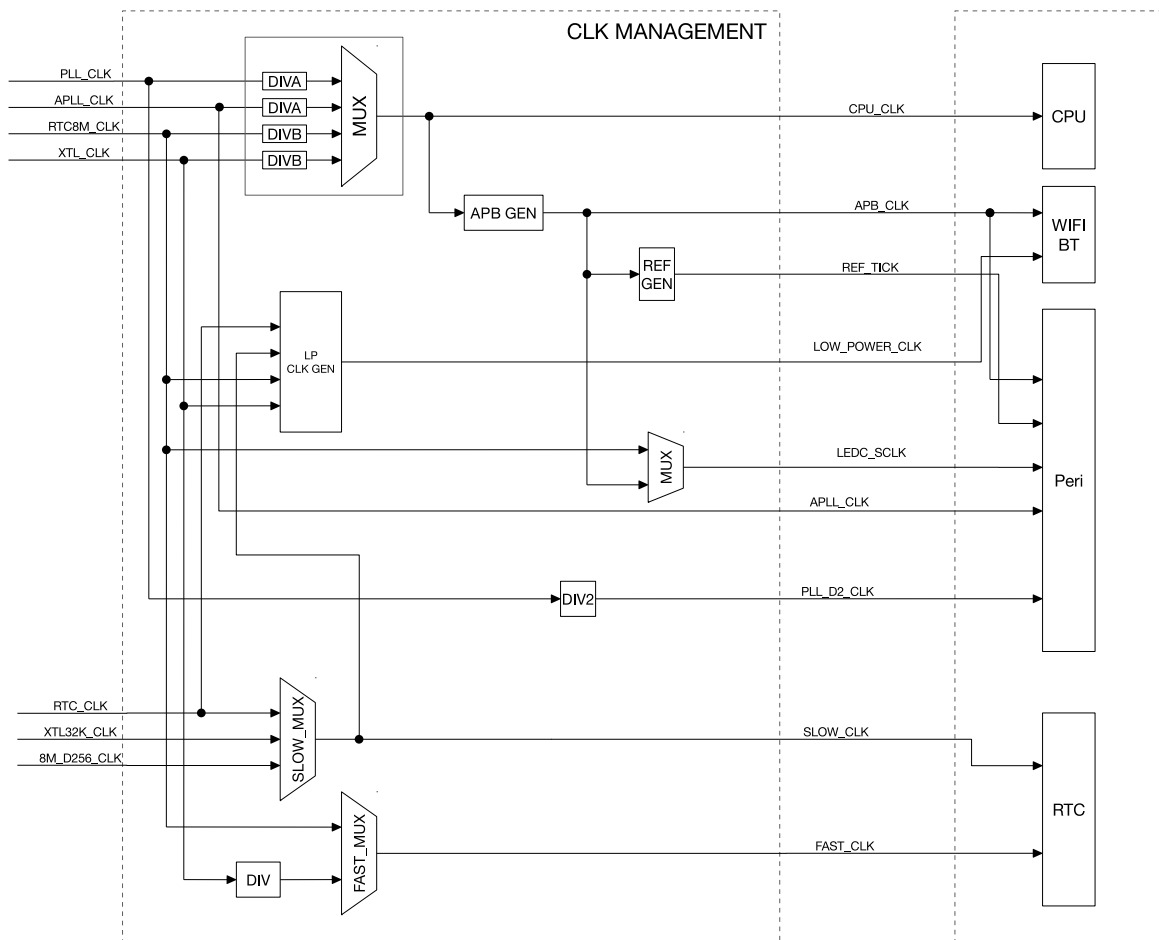 CLK MANAGEMENT
PLL_CLK
APLL_CLK
RTC8M_CLK
XTL_CLK
DIVA
DIVA
DIVB
DIVB
MUX
CPU_CLK
CPU
APB GEN
APB_CLK
WIFI
BT
REF
GEN
REF_TICK
LP
CLK GEN
LOW_POWER_CLK
MUX
LEDC_SCLK
APLL_CLK
Peri
DIV2
PLL_D2_CLK
RTC_CLK
XTL32K_CLK
8M_D256_CLK
SLOW_MUX
SLOW_CLK
RTC
FAST_MUX
FAST_CLK
DIV